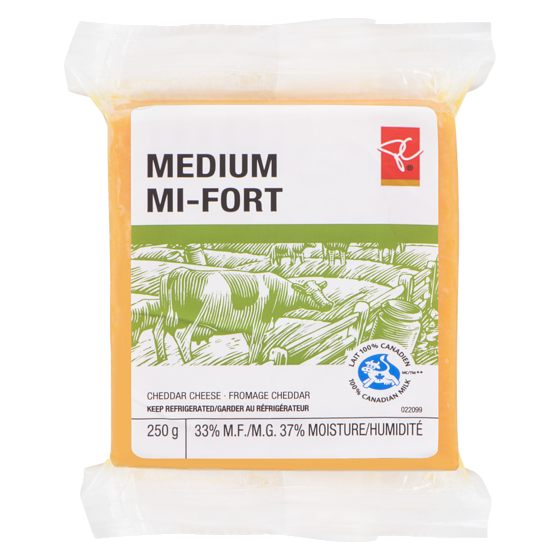 PC
®
MEDIUM
MI-FORT
LAIT 100% CANADIEN
100% CANADIAN MILK
CHEDDAR CHEESE · FROMAGE CHEDDAR
KEEP REFRIGERATED/GARDER AU RÉFRIGÉRATEUR
022099
250 g
33% M.F./M.G. 37% MOISTURE/HUMIDITÉ